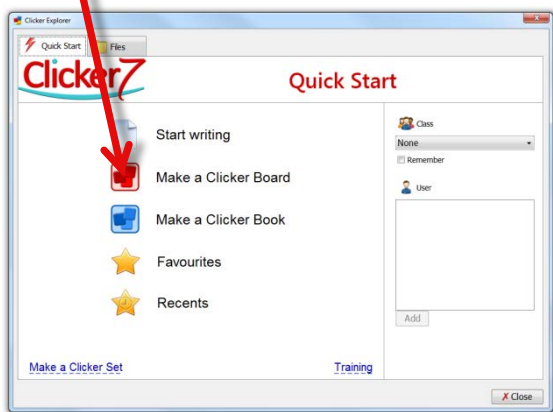 Clicker Explorer
Quick Start
Files
Clicker7
Quick Start
Start writing
Make a Clicker Board
Make a Clicker Book
Favourites
Recents
Make a Clicker Set
Training
Class
None
Remember
User
Add
Close